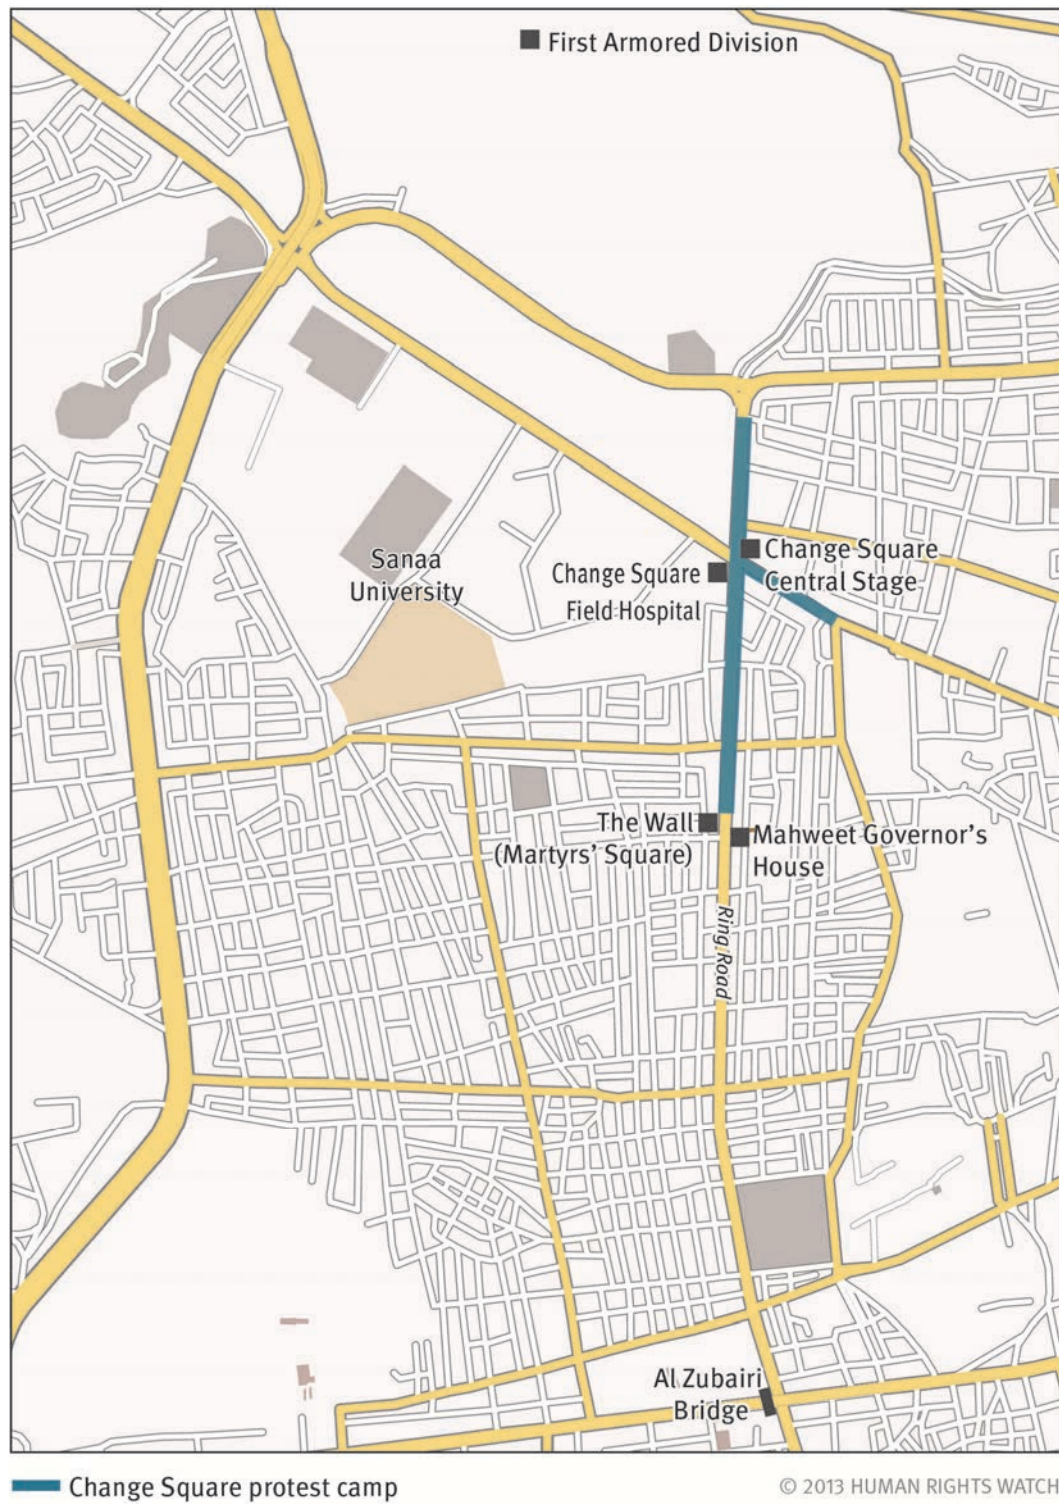 First Armored Division
Sanaa
University
Change Square
Field Hospital
Change Square
Central Stage
The Wall
(Martyrs' Square)
Mahweet Governor's
House
Ring Road
Al Zubairi
Bridge
Change Square protest camp
© 2013 HUMAN RIGHTS WATCH